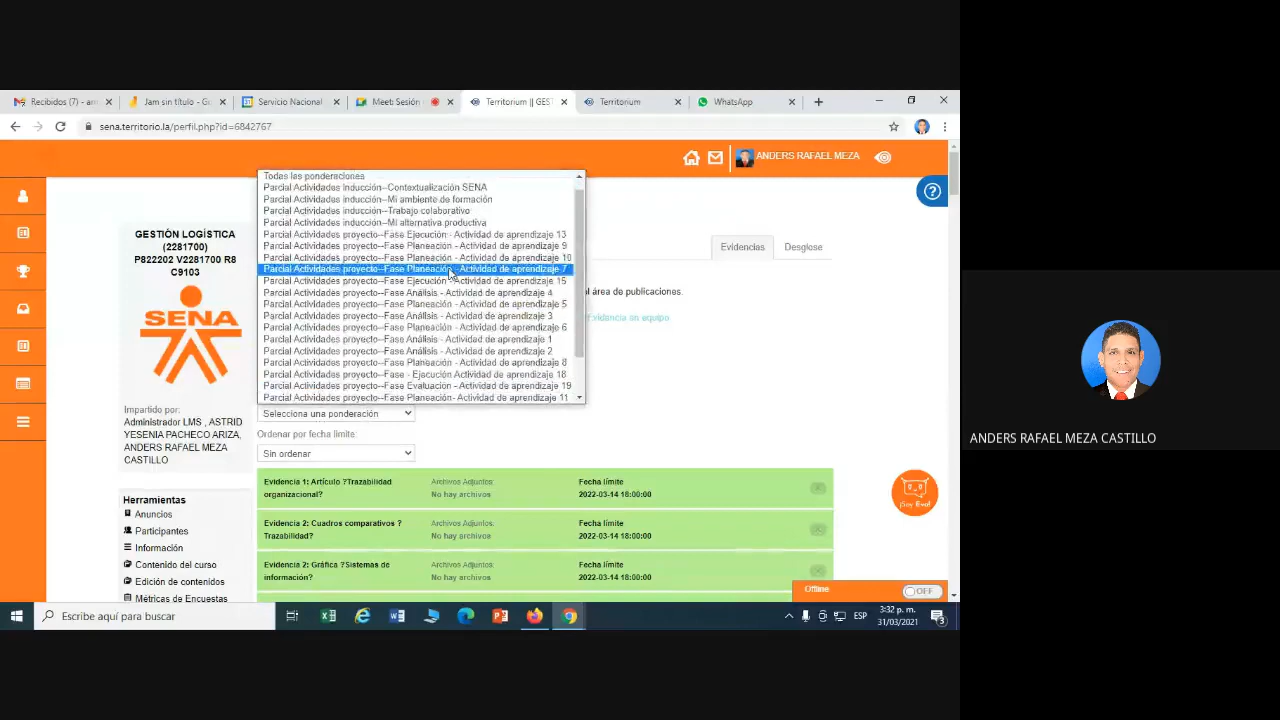 Recibidos (7) - an
Jam sin título - Go
Servicio Nacional
Meet: Sesión
Territorium || GEST
Territorium
WhatsApp
sena.territorio.la/perfil.php?id=6842767
ANDERS RAFAEL MEZA
Todas las ponderaciones
Parcial Actividades inducción--Contextualización SENA
Parcial Actividades inducción--Mi ambiente de formación
Parcial Actividades inducción--Trabajo colaborativo
Parcial Actividades inducción--Mi alternativa productiva
Parcial Actividades proyecto--Fase Ejecución - Actividad de aprendizaje 13
Parcial Actividades proyecto--Fase Planeación - Actividad de aprendizaje 9
Parcial Actividades proyecto--Fase Planeación - Actividad de aprendizaje 10
Parcial Actividades proyecto--Fase Planeación - Actividad de aprendizaje 7
Parcial Actividades proyecto--Fase Ejecución - Actividad de aprendizaje 15
Parcial Actividades proyecto--Fase Análisis - Actividad de aprendizaje 4
Parcial Actividades proyecto--Fase Planeación - Actividad de aprendizaje 5
Parcial Actividades proyecto--Fase Análisis - Actividad de aprendizaje 3
Parcial Actividades proyecto--Fase Planeación - Actividad de aprendizaje 6
Parcial Actividades proyecto--Fase Análisis - Actividad de aprendizaje 1
Parcial Actividades proyecto--Fase Análisis - Actividad de aprendizaje 2
Parcial Actividades proyecto--Fase Planeación - Actividad de aprendizaje 8
Parcial Actividades proyecto--Fase - Ejecución Actividad de aprendizaje 18
Parcial Actividades proyecto--Fase Evaluación - Actividad de aprendizaje 19
Parcial Actividades proyecto--Fase Planeación- Actividad de aprendizaje 11
GESTIÓN LOGÍSTICA
(2281700)
P822202 V2281700 R8
C9103
SENA
Impartido por:
Administrador LMS , ASTRID
YESENIA PACHECO ARIZA,
ANDERS RAFAEL MEZA
CASTILLO
Herramientas
Anuncios
Participantes
Información
Contenido del curso
Edición de contenidos
Métricas de Encuestas
Evidencias
Desglose
al área de publicaciones.
Evidencia en equipo
Selecciona una ponderación
Ordenar por fecha límite:
Sin ordenar
Evidencia 1: Artículo ?Trazabilidad
organizacional?
Archivos Adjuntos:
No hay archivos
Fecha límite
2022-03-14 18:00:00
Evidencia 2: Cuadros comparativos ?
Trazabilidad?
Archivos Adjuntos:
No hay archivos
Fecha límite
2022-03-14 18:00:00
Evidencia 2: Gráfica ?Sistemas de
información?
Archivos Adjuntos:
No hay archivos
Fecha límite
2022-03-14 18:00:00
¡Soy Eva!
Offline
OFF
Escribe aquí para buscar
ESP
3:32 p. m.
31/03/2021
3
ANDERS RAFAEL MEZA CASTILLO